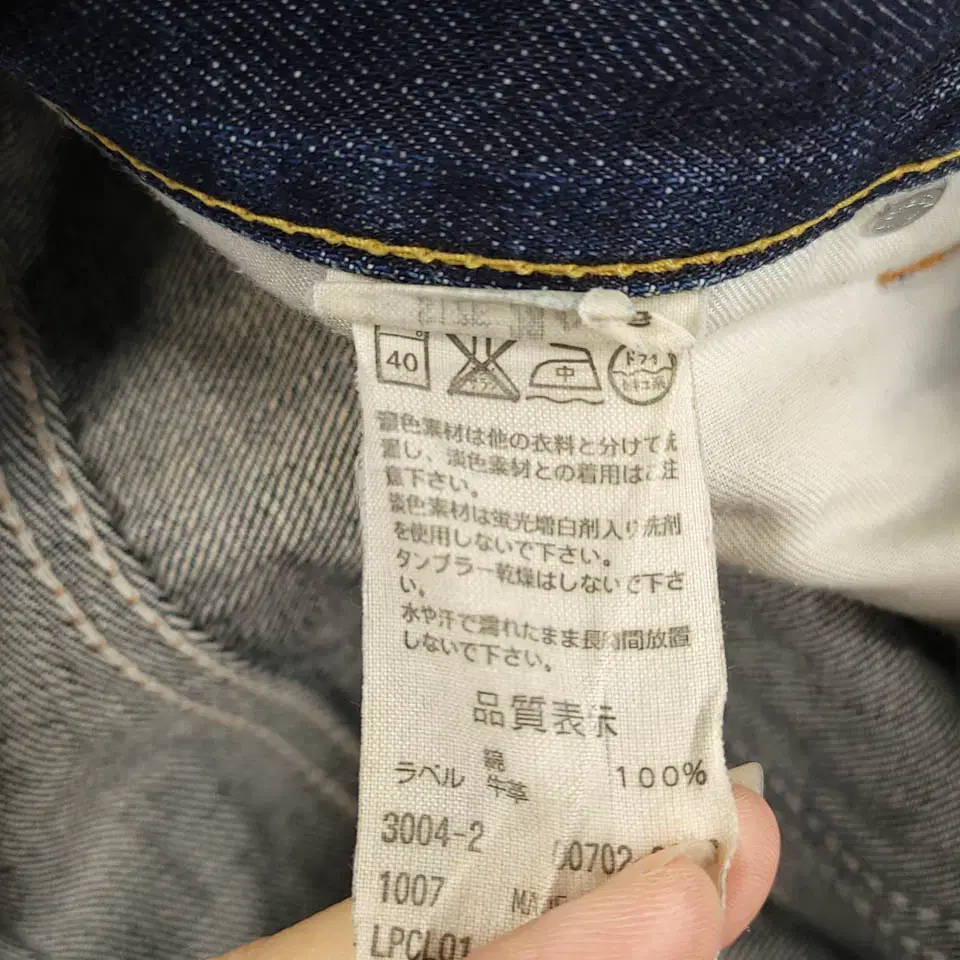 40 中 ドライ
色素材は他の衣料と分けて洗
濯し、淡色素材との着用はご注
意下さい。
淡色素材は蛍光増白剤入り洗剤
を使用しないで下さい。
タンブラー乾燥はしないで下さ
い。
水や汗で濡れたまま長時間放置
しないで下さい。
品質表示
綿 100%
ラベル 牛革
3004-2
1007
LPCL01